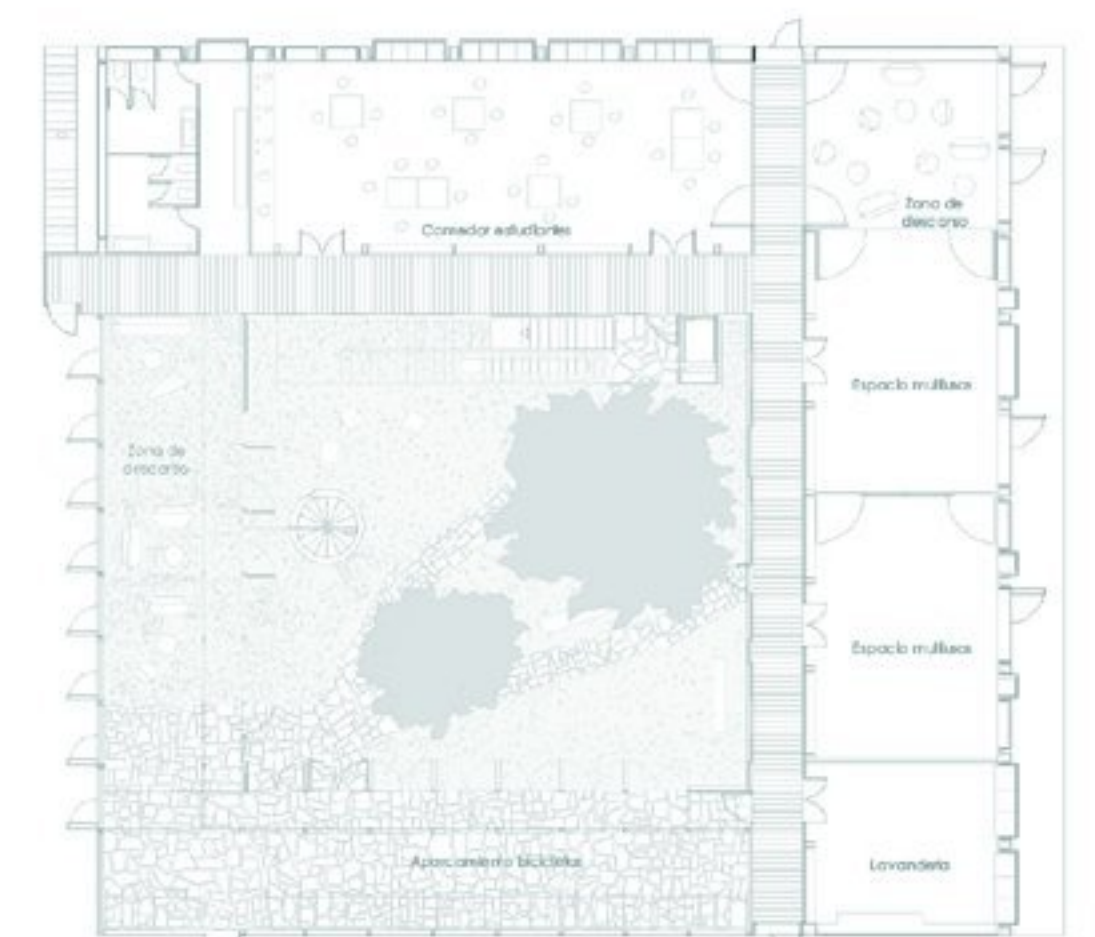 Comedor estudiantes
Zona de
descanso
Espacio multiusos
Zona de
descanso
Espacio multiusos
Aparcamiento bicicletas
Lavandería